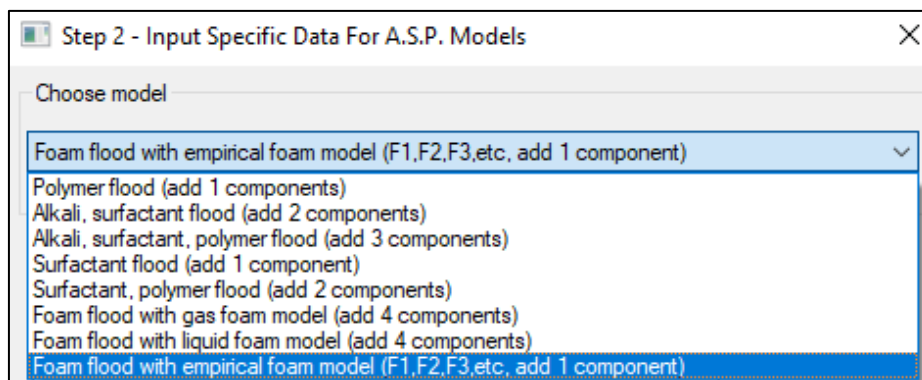 Step 2 - Input Specific Data For A.S.P. Models
Choose model
Foam flood with empirical foam model (F1,F2,F3,etc, add 1 component)
Polymer flood (add 1 components)
Alkali, surfactant flood (add 2 components)
Alkali, surfactant, polymer flood (add 3 components)
Surfactant flood (add 1 component)
Surfactant, polymer flood (add 2 components)
Foam flood with gas foam model (add 4 components)
Foam flood with liquid foam model (add 4 components)
Foam flood with empirical foam model (F1,F2,F3,etc, add 1 component)